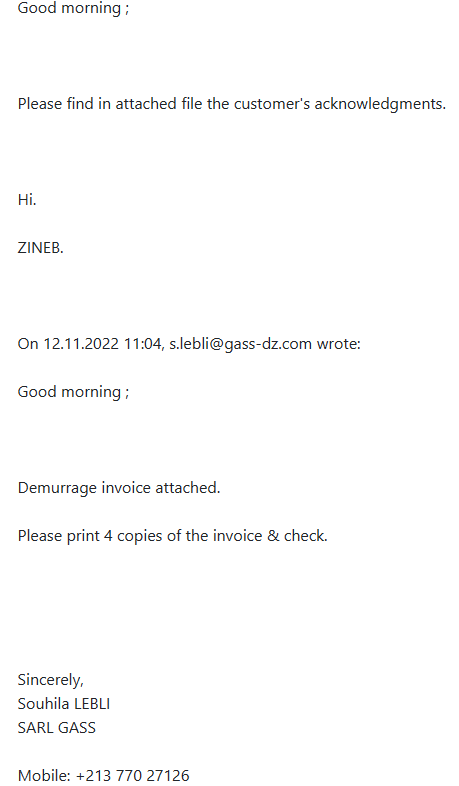 Good morning ;
Please find in attached file the customer's acknowledgments.
Hi.
ZINEB.
On 12.11.2022 11:04, s.lebli@gass-dz.com wrote:
Good morning ;
Demurrage invoice attached.
Please print 4 copies of the invoice & check.
Sincerely,
Souhila LEBLI
SARL GASS
Mobile: +213 770 27126